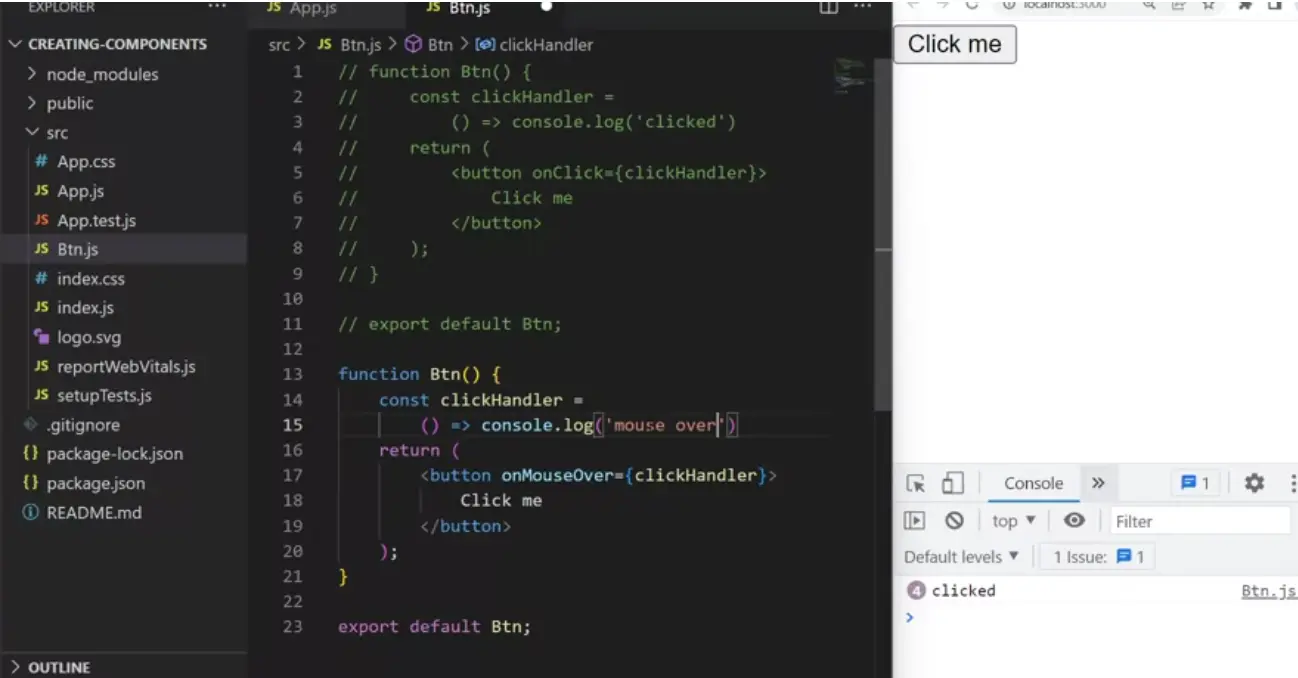 EXPLORER ...
JS App.js
JS Btn.js
CREATING-COMPONENTS
node_modules
public
src
# App.css
JS App.js
JS App.test.js
JS Btn.js
# index.css
JS index.js
logo.svg
JS reportWebVitals.js
JS setupTests.js
.gitignore
{} package-lock.json
{} package.json
README.md
OUTLINE
src > JS Btn.js > Btn > clickHandler
1 // function Btn() {
2 //     const clickHandler =
3 //         () => console.log('clicked')
4 //     return (
5 //         <button onClick={clickHandler}>
6 //             Click me
7 //         </button>
8 //     );
9 // }
10
11 // export default Btn;
12
13 function Btn() {
14     const clickHandler =
15         () => console.log('mouse over')
16     return (
17         <button onMouseOver={clickHandler}>
18             Click me
19         </button>
20     );
21 }
22
23 export default Btn;
localhost:3000
Click me
Console » 1
top ▼ Filter
Default levels ▼ 1 Issue: 1
4 clicked Btn.js
>